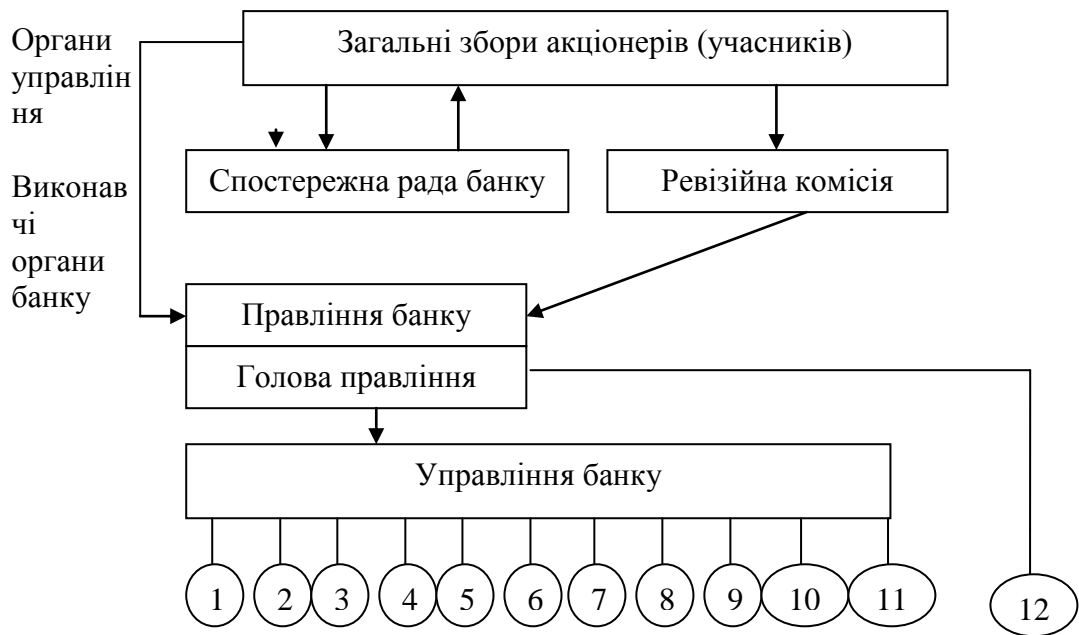 Органи
управлін
ня
Загальні збори акціонерів (учасників)
Виконав
чі
органи
банку
Спостережна рада банку
Ревізійна комісія
Правління банку
Голова правління
Управління банку
1 2 3 4 5 6 7 8 9 10 11 12